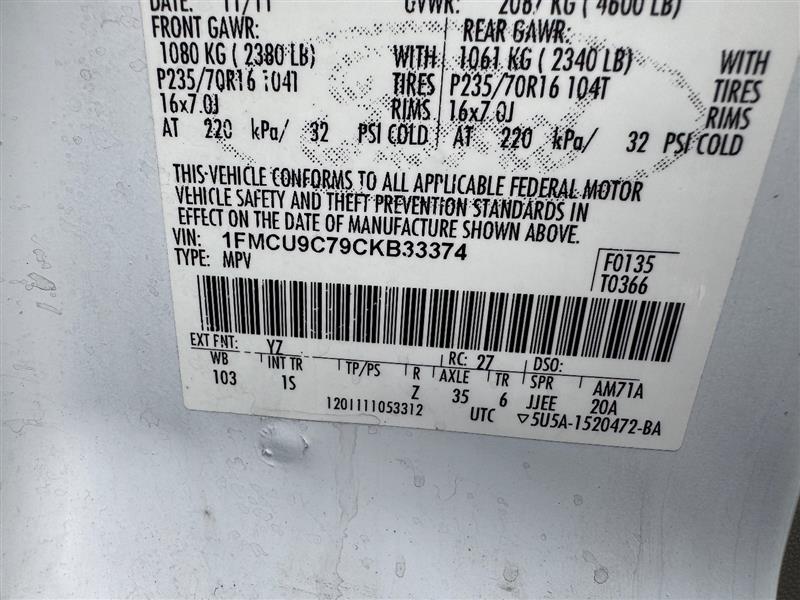 DATE: 11/11 GVWR: 2087 KG ( 4600 LB)
FRONT GAWR: REAR GAWR:
1080 KG ( 2380 LB) WITH 1061 KG ( 2340 LB) WITH
P235/70R16 104T TIRES P235/70R16 104T TIRES
16x7.0J RIMS 16x7.0J RIMS
AT 220 kPa/ 32 PSI COLD AT 220 kPa/ 32 PSI COLD
THIS VEHICLE CONFORMS TO ALL APPLICABLE FEDERAL MOTOR
VEHICLE SAFETY AND THEFT PREVENTION STANDARDS IN
EFFECT ON THE DATE OF MANUFACTURE SHOWN ABOVE.
VIN: 1FMCU9C79CKB33374 F0135
TYPE: MPV T0366
EXT PNT: YZ RC: 27 DSO:
WB INT TR TP/PS R AXLE TR SPR AM71A
103 1S Z 35 6 JJEE 20A
1201111053312 UTC ▽5U5A-1520472-BA